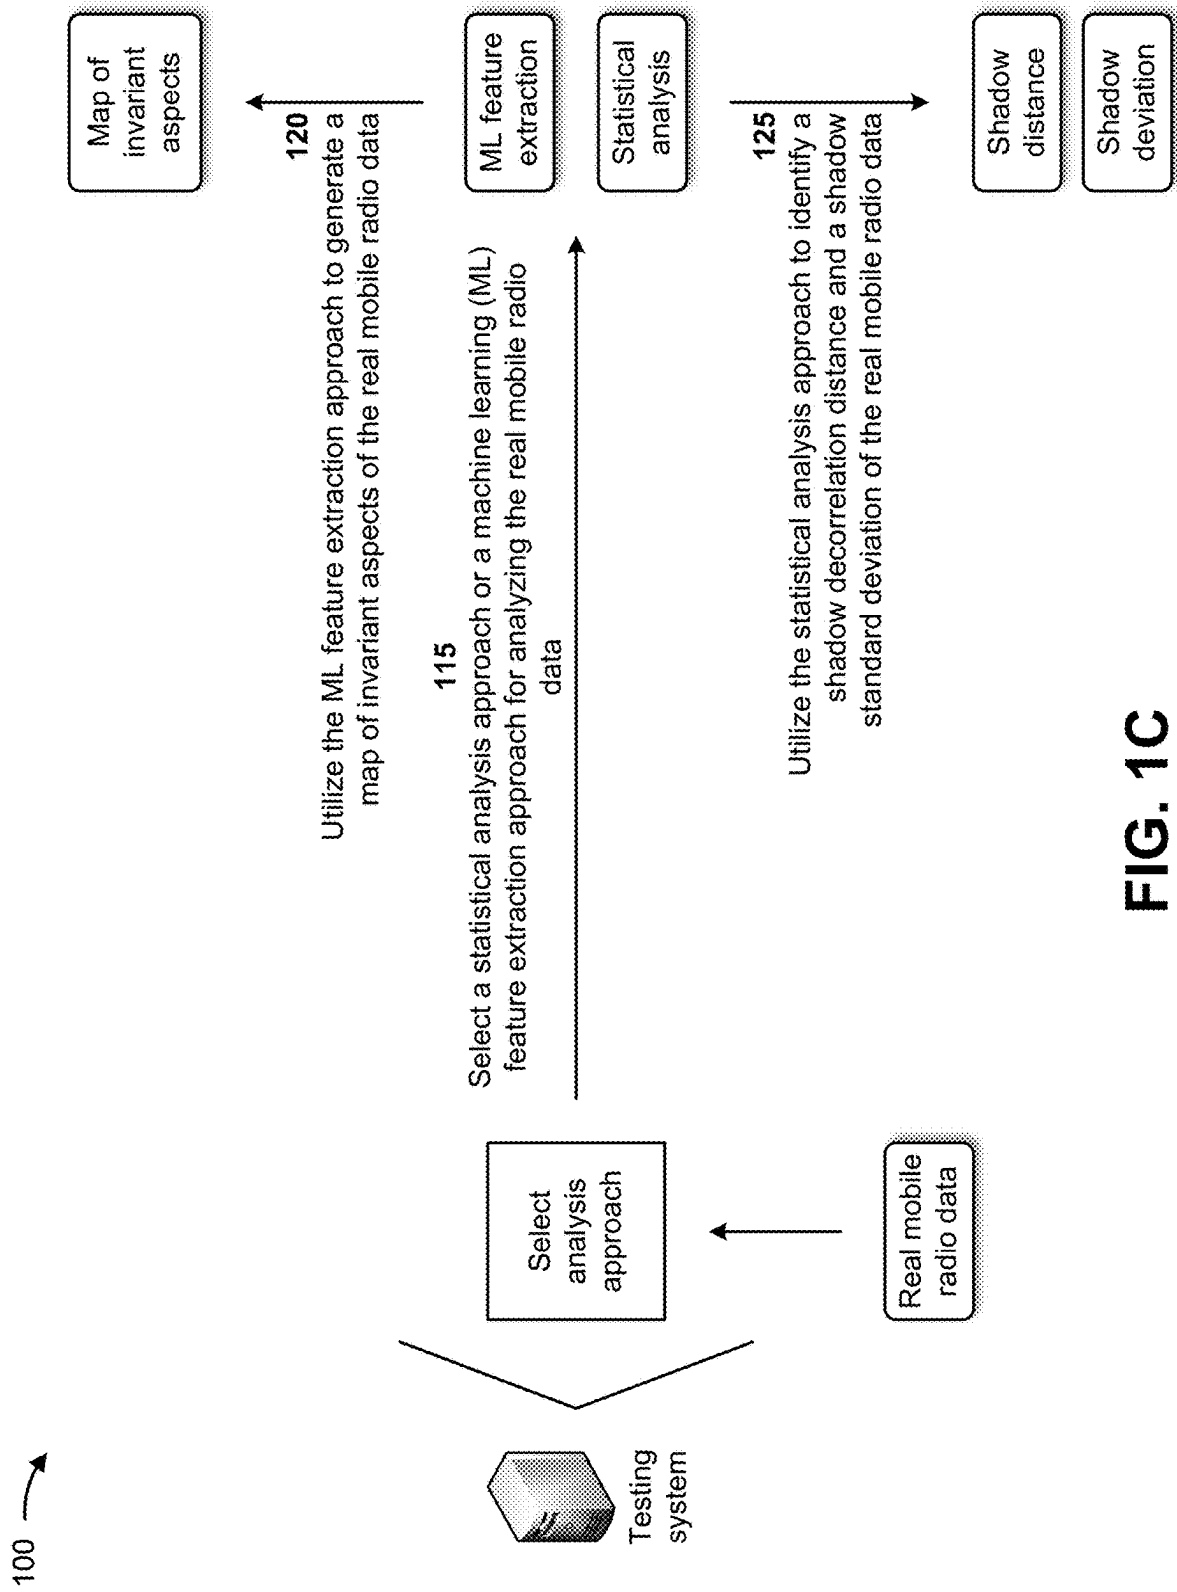 100
Testing
system
Select
analysis
approach
Real mobile
radio data
115
Select a statistical analysis approach or a machine learning (ML)
feature extraction approach for analyzing the real mobile radio
data
120
Utilize the ML feature extraction approach to generate a
map of invariant aspects of the real mobile radio data
Map of
invariant
aspects
ML feature
extraction
Statistical
analysis
125
Utilize the statistical analysis approach to identify a
shadow decorrelation distance and a shadow
standard deviation of the real mobile radio data
Shadow
distance
Shadow
deviation
FIG. 1C